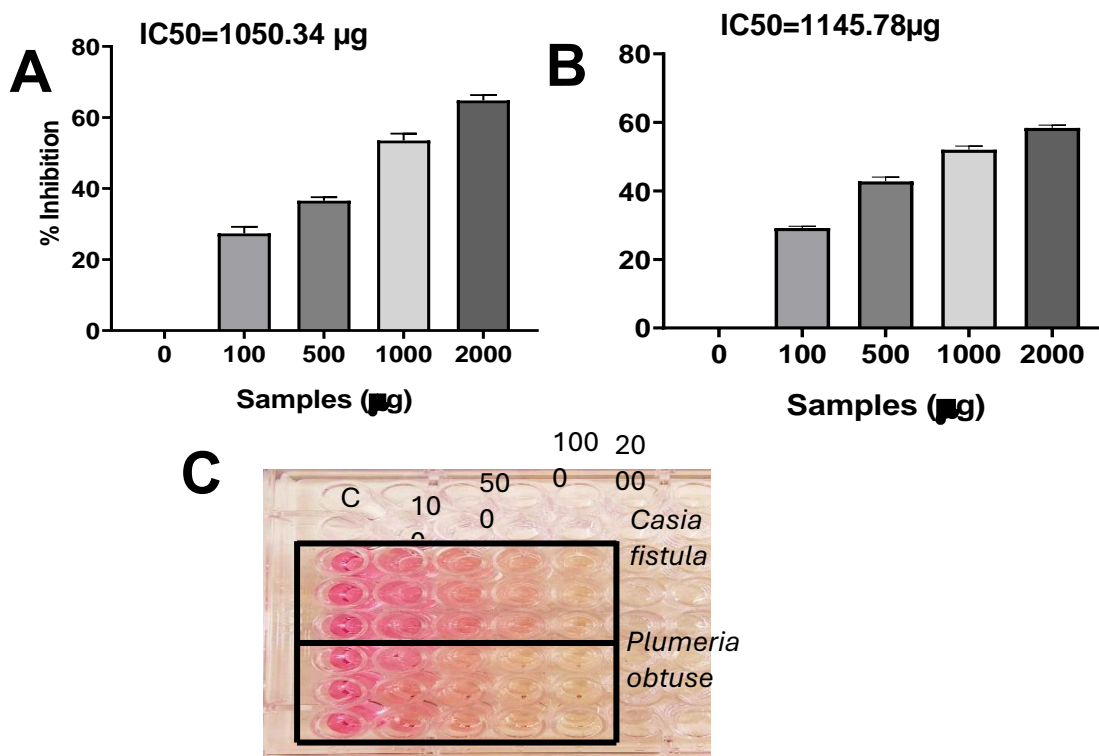 IC50=1050.34 µg
A
% Inhibition
80
60
40
20
0
0 100 500 1000 2000
Samples (µg)
IC50=1145.78µg
B
80
60
40
20
0
0 100 500 1000 2000
Samples (µg)
C
C
10
50
0
100
0
20
00
Casia
fistula
Plumeria
obtuse